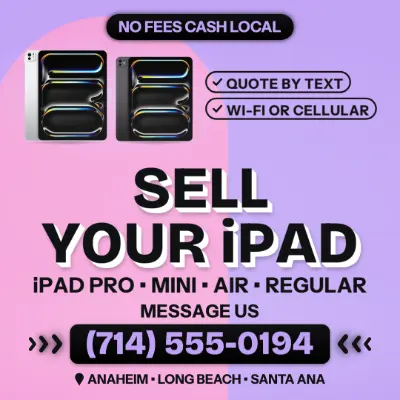 NO FEES CASH LOCAL
QUOTE BY TEXT
WI-FI OR CELLULAR
SELL
YOUR iPAD
iPAD PRO ▪ MINI ▪ AIR ▪ REGULAR
MESSAGE US
(714) 555-0194
ANAHEIM ▪ LONG BEACH ▪ SANTA ANA